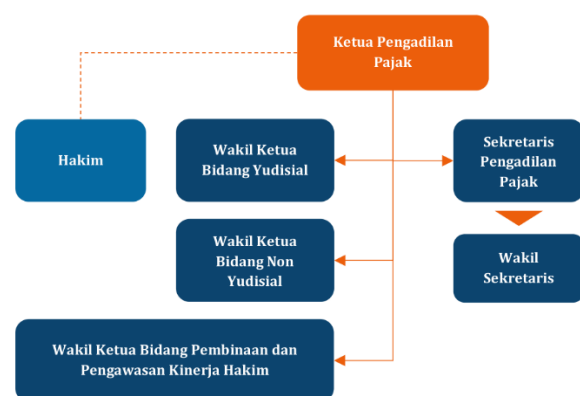 Ketua Pengadilan
Pajak
Hakim
Wakil Ketua
Bidang Yudisial
Sekretaris
Pengadilan
Pajak
Wakil Ketua
Bidang Non
Yudisial
Wakil
Sekretaris
Wakil Ketua Bidang Pembinaan dan
Pengawasan Kinerja Hakim